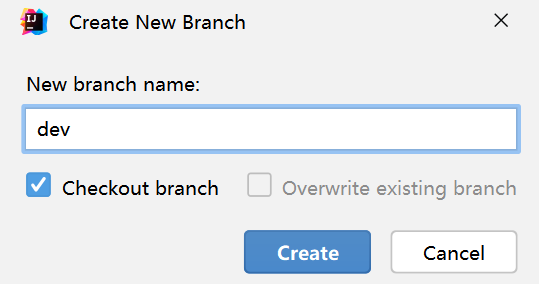 IJ
Create New Branch
New branch name:
dev
Checkout branch
Overwrite existing branch
Create
Cancel